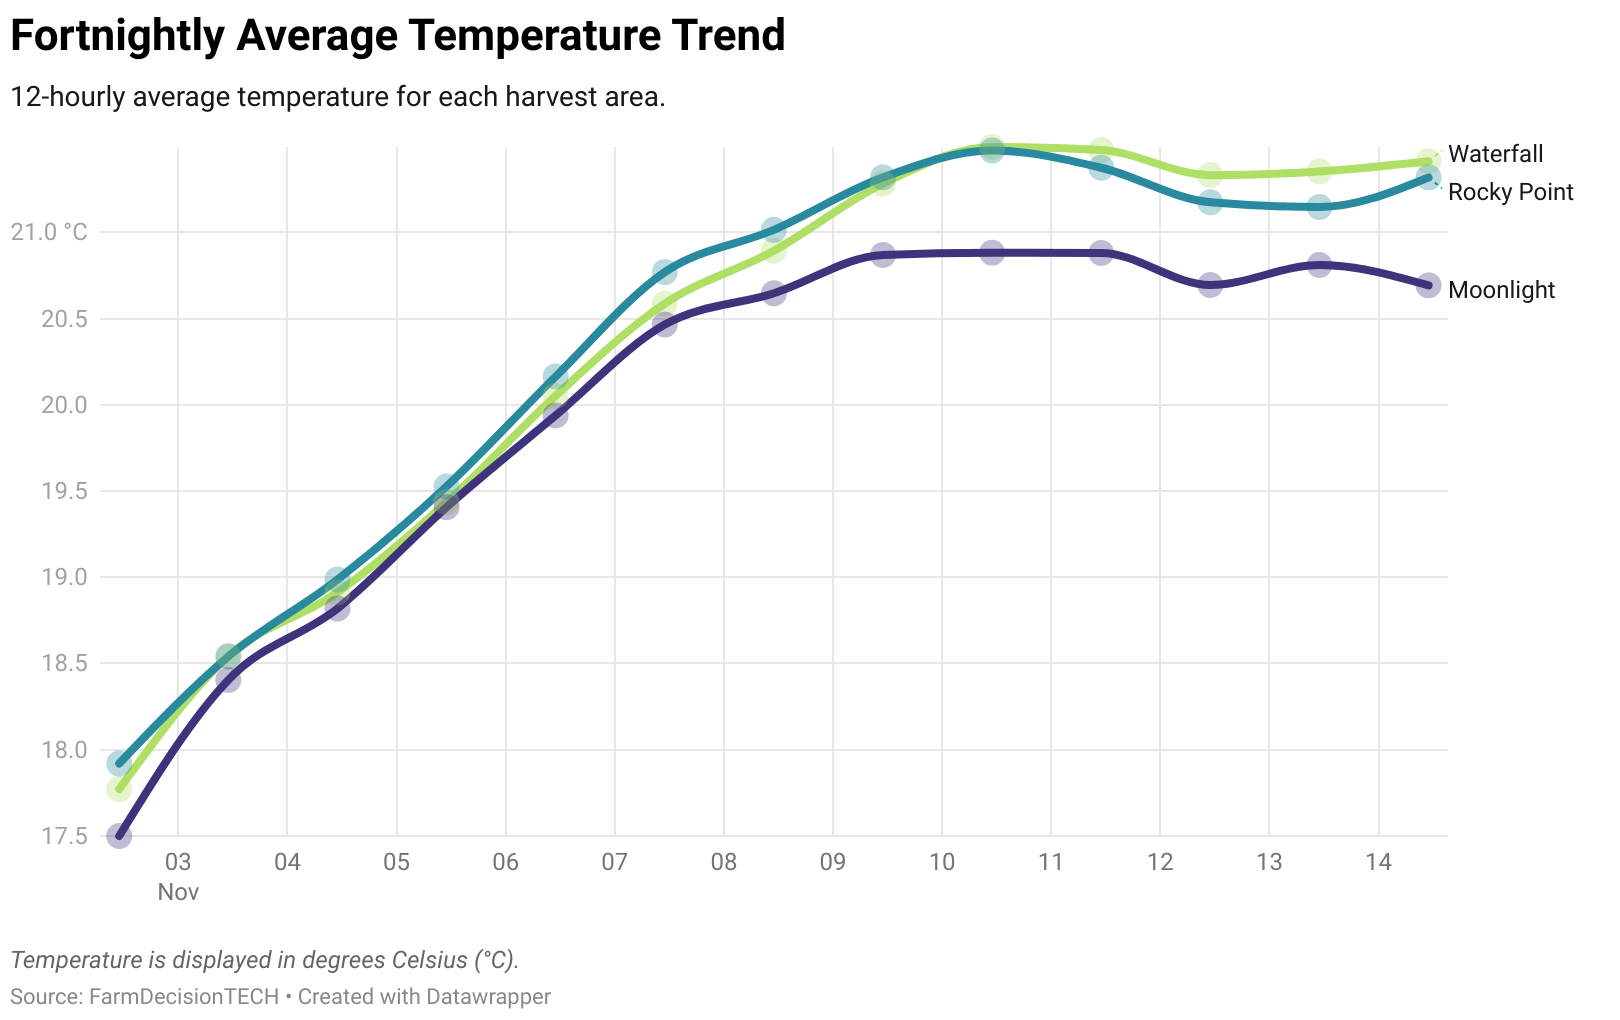 Fortnightly Average Temperature Trend
12-hourly average temperature for each harvest area.
Waterfall
Rocky Point
21.0 °C
Moonlight
20.5
20.0
19.5
19.0
18.5
18.0
17.5
03 04 05 06 07 08 09 10 11 12 13 14
Nov
Temperature is displayed in degrees Celsius (°C).
Source: FarmDecisionTECH • Created with Datawrapper